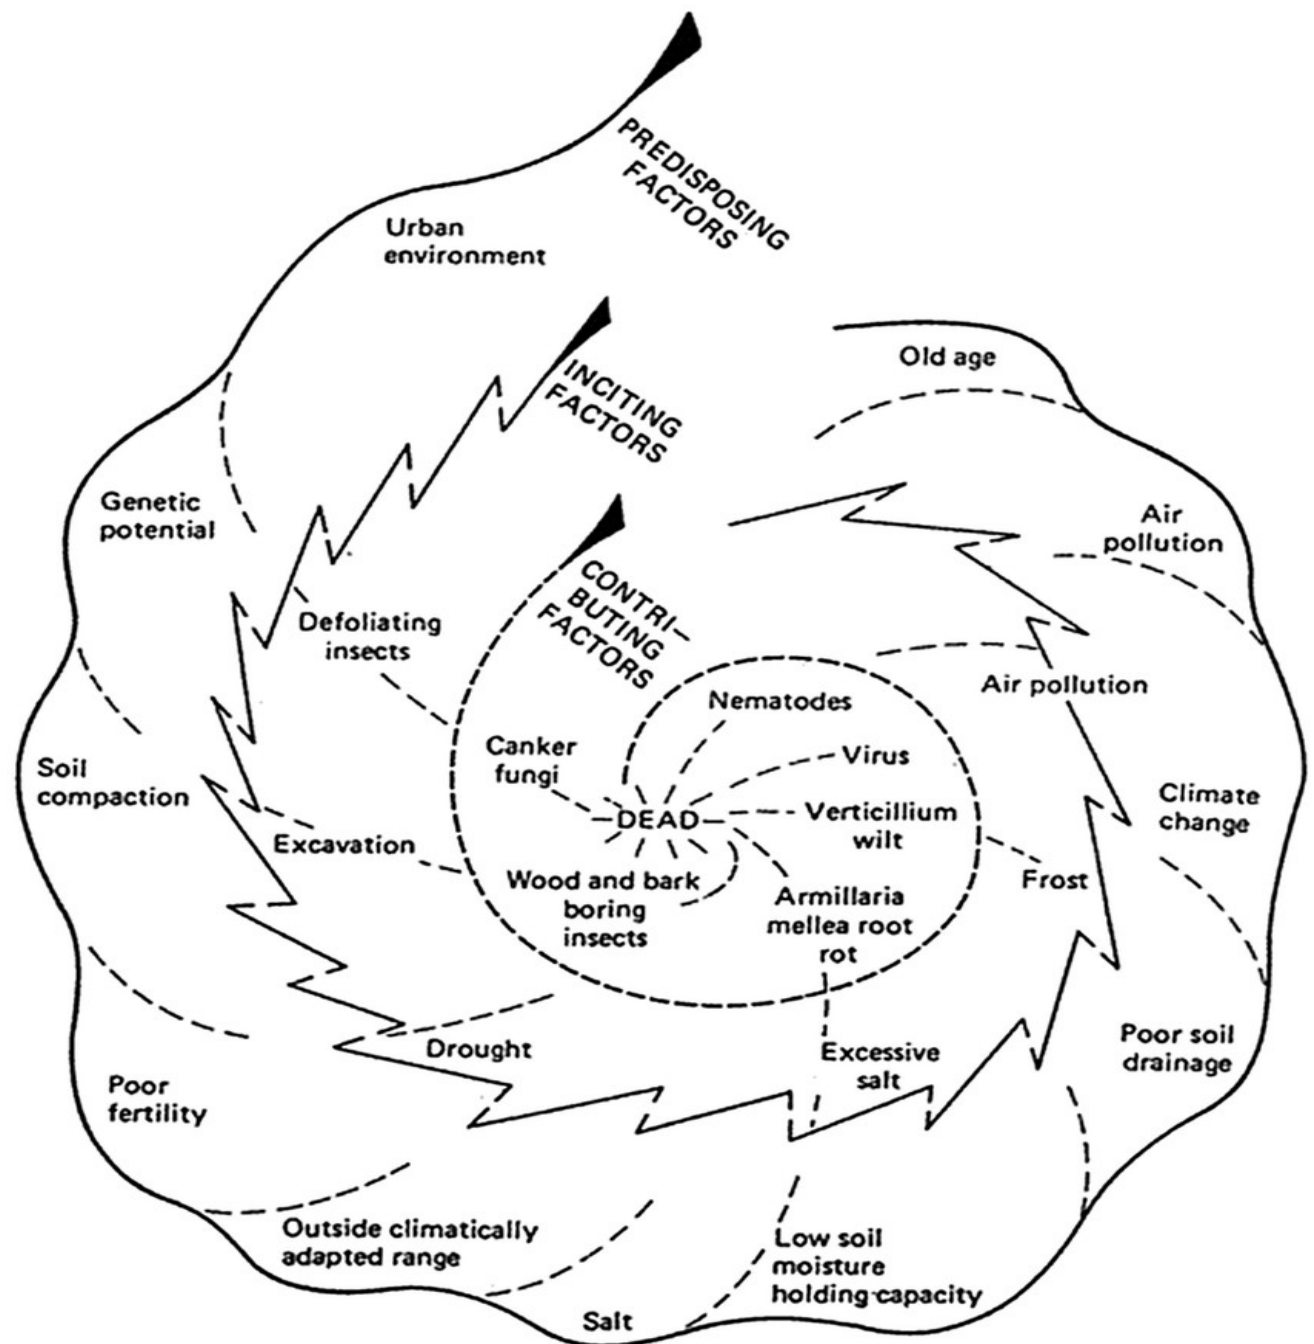 PREDISPOSING
FACTORS
Urban
environment
INCITING
FACTORS
Old age
Genetic
potential
Air
pollution
CONTRI-
BUTING
FACTORS
Defoliating
insects
Air pollution
Nematodes
Canker
fungi
Virus
Soil
compaction
Climate
change
DEAD
Verticillium
wilt
Excavation
Frost
Wood and bark
boring
insects
Armillaria
mellea root
rot
Drought
Excessive
salt
Poor soil
drainage
Poor
fertility
Outside climatically
adapted range
Low soil
moisture
holding capacity
Salt